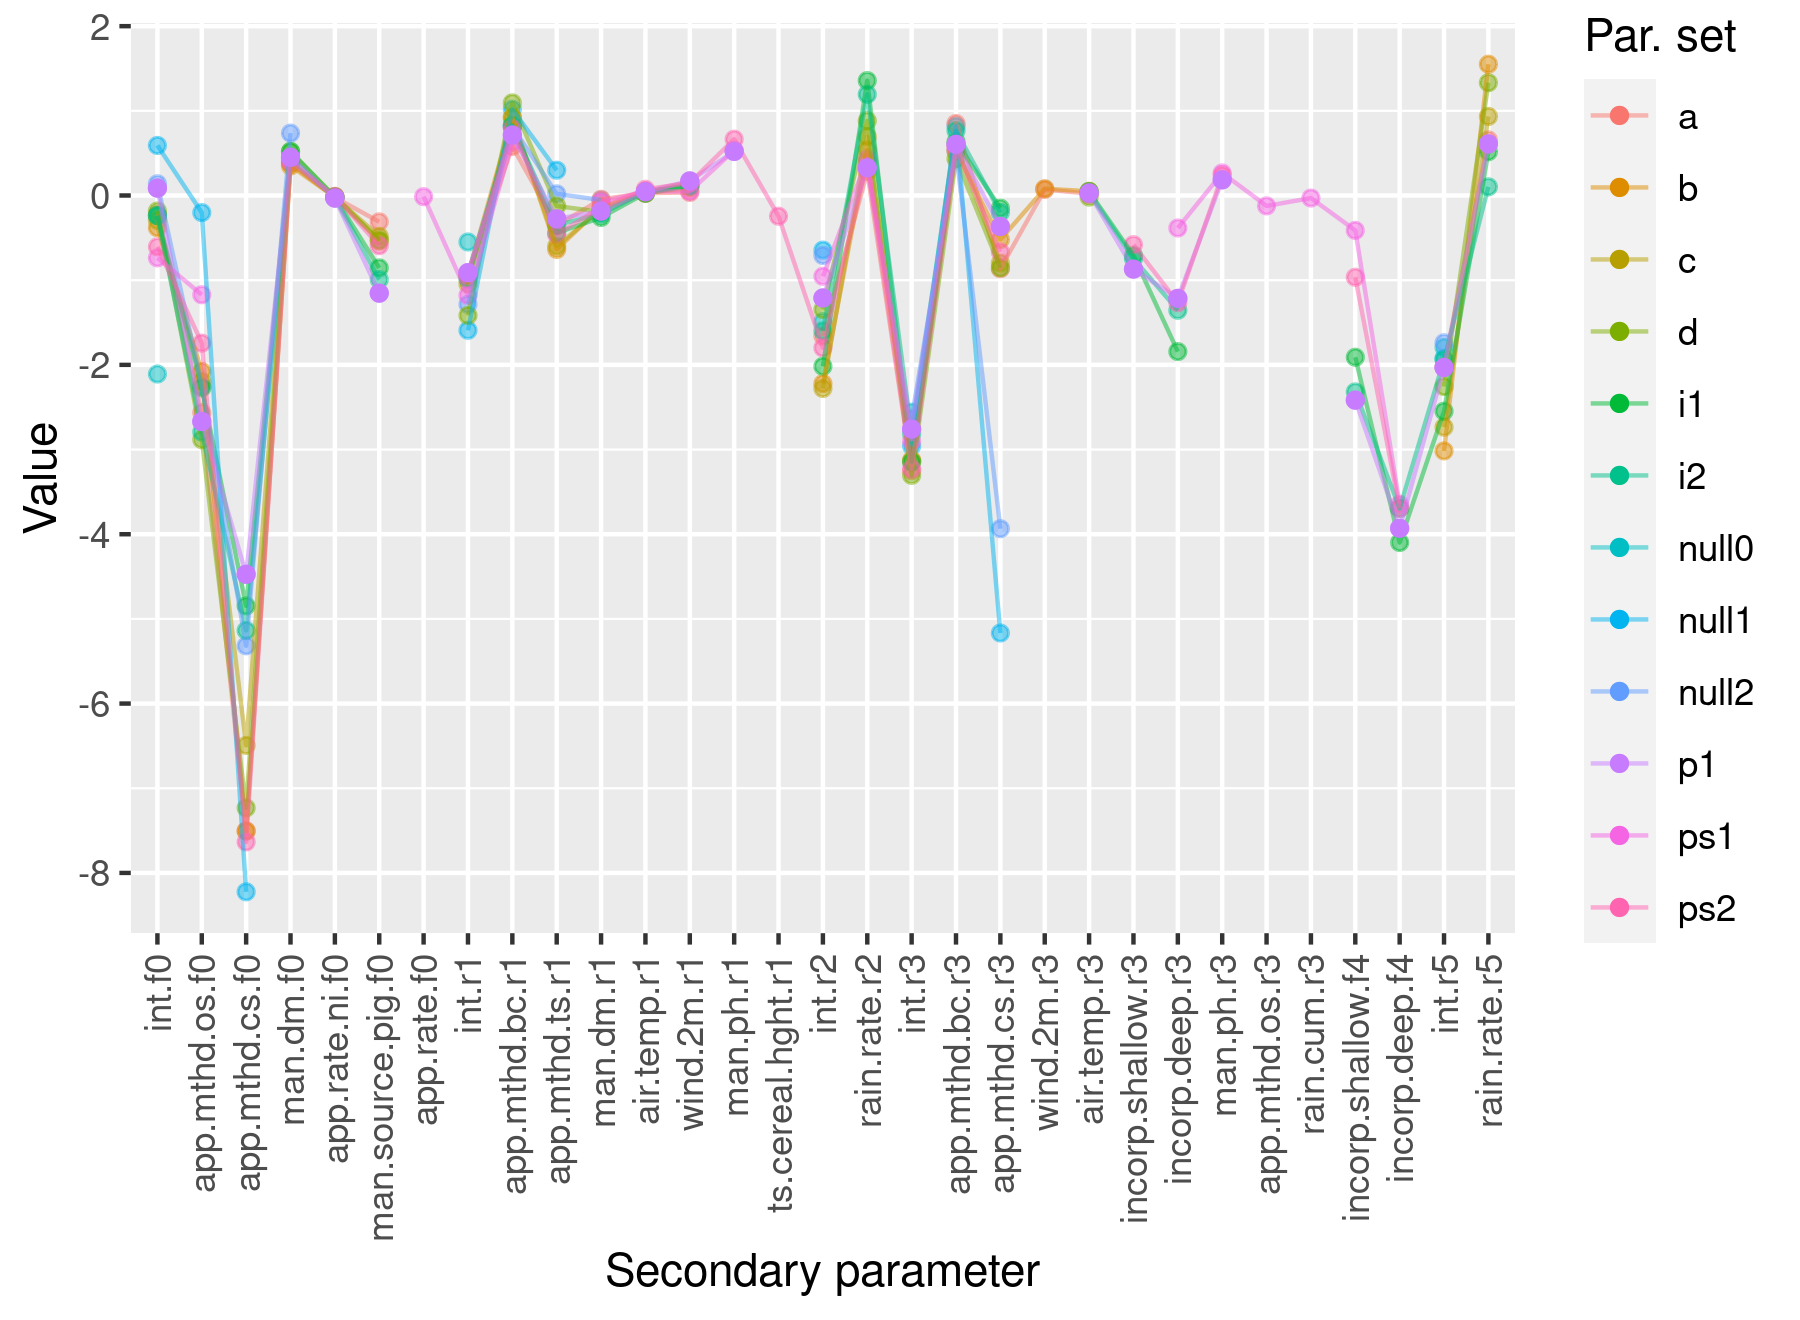 2
0
-2
-4
-6
-8
Value
int.f0
app.mthd.os.f0
app.mthd.cs.f0
man.dm.f0
app.rate.ni.f0
man.source.pig.f0
app.rate.f0
int.r1
app.mthd.bc.r1
app.mthd.ts.r1
man.dm.r1
air.temp.r1
wind.2m.r1
man.ph.r1
ts.cereal.hght.r1
int.r2
rain.rate.r2
int.r3
app.mthd.bc.r3
app.mthd.cs.r3
wind.2m.r3
air.temp.r3
incorp.shallow.r3
incorp.deep.r3
man.ph.r3
app.mthd.os.r3
rain.cum.r3
incorp.shallow.f4
incorp.deep.f4
int.r5
rain.rate.r5
Secondary parameter
Par. set
a
b
c
d
i1
i2
null0
null1
null2
p1
ps1
ps2